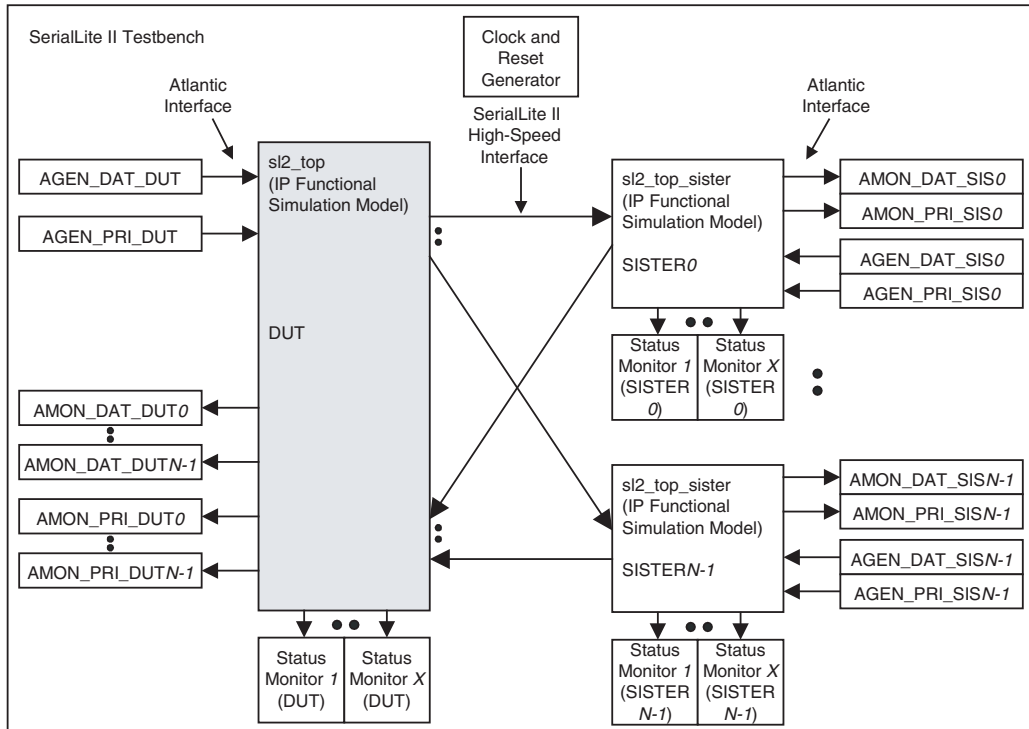 SerialLite II Testbench
Clock and
Reset
Generator
Atlantic
Interface
SerialLite II
High-Speed
Interface
Atlantic
Interface
AGEN_DAT_DUT
AGEN_PRI_DUT
sl2_top
(IP Functional
Simulation Model)
DUT
AMON_DAT_DUT0
AMON_DAT_DUTN-1
AMON_PRI_DUT0
AMON_PRI_DUTN-1
Status
Monitor 1
(DUT)
Status
Monitor X
(DUT)
sl2_top_sister
(IP Functional
Simulation Model)
SISTER0
AMON_DAT_SIS0
AMON_PRI_SIS0
AGEN_DAT_SIS0
AGEN_PRI_SIS0
Status
Monitor 1
(SISTER
0)
Status
Monitor X
(SISTER
0)
sl2_top_sister
(IP Functional
Simulation Model)
SISTERN-1
AMON_DAT_SISN-1
AMON_PRI_SISN-1
AGEN_DAT_SISN-1
AGEN_PRI_SISN-1
Status
Monitor 1
(SISTER
N-1)
Status
Monitor X
(SISTER
N-1)